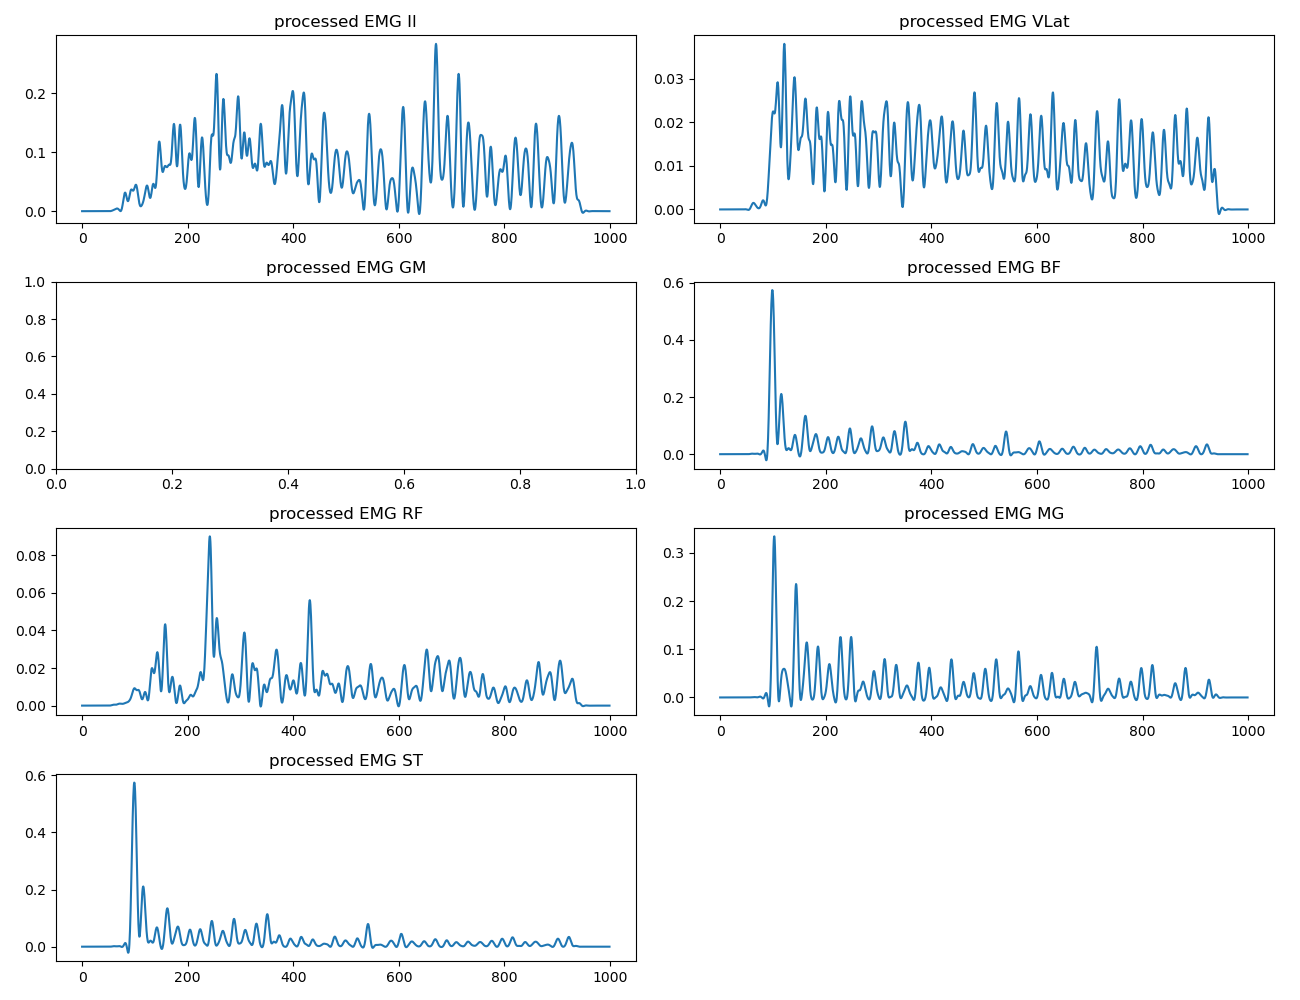 processed EMG II
processed EMG VLat
0.2
0.1
0.0
0 200 400 600 800 1000
0.03
0.02
0.01
0.00
0 200 400 600 800 1000
processed EMG GM
processed EMG BF
1.0
0.8
0.6
0.4
0.2
0.0
0.0 0.2 0.4 0.6 0.8 1.0
0.6
0.4
0.2
0.0
0 200 400 600 800 1000
processed EMG RF
processed EMG MG
0.08
0.06
0.04
0.02
0.00
0 200 400 600 800 1000
0.3
0.2
0.1
0.0
0 200 400 600 800 1000
processed EMG ST
0.6
0.4
0.2
0.0
0 200 400 600 800 1000